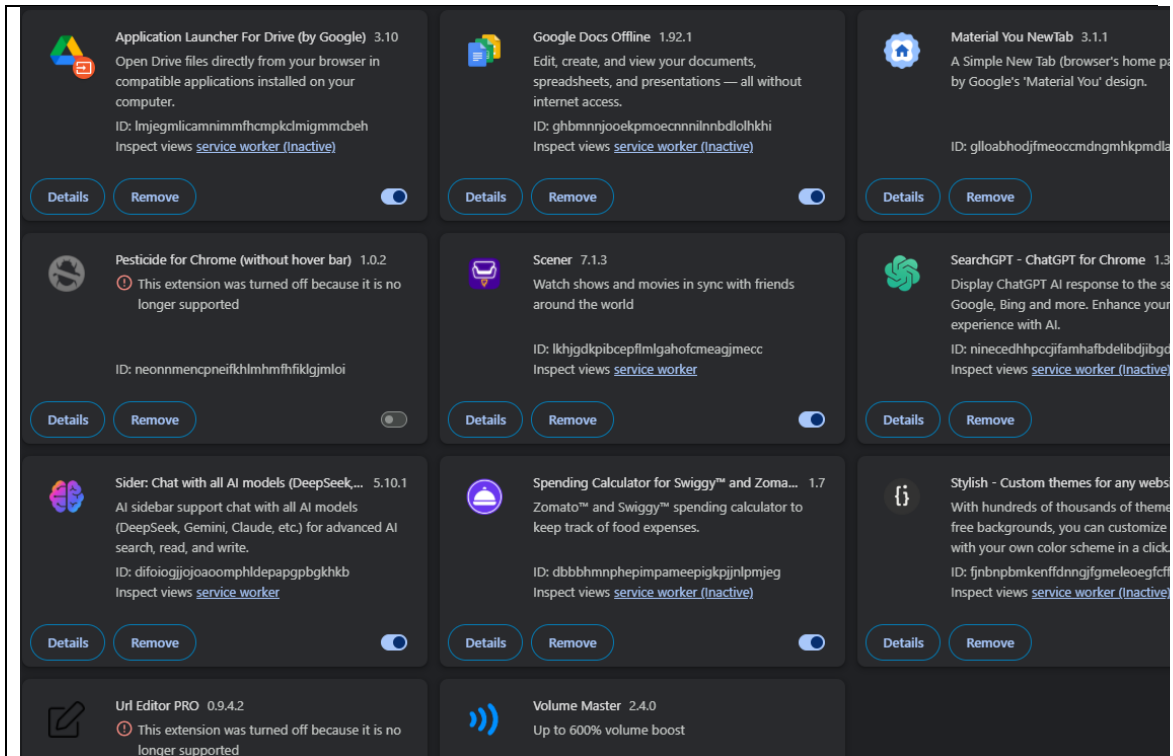 Application Launcher For Drive (by Google) 3.10
Open Drive files directly from your browser in
compatible applications installed on your
computer.
ID: lmjegmlicamnimmfhcmpkclmigmmcbeh
Inspect views service worker (Inactive)
Details Remove
Google Docs Offline 1.92.1
Edit, create, and view your documents,
spreadsheets, and presentations — all without
internet access.
ID: ghbmnnjooekpmoecnnnilnnbdlolhkhi
Inspect views service worker (Inactive)
Details Remove
Material You NewTab 3.1.1
A Simple New Tab (browser's home pa
by Google's 'Material You' design.
ID: glloabhodjfmeoccmdngmhkpmdla
Details Remove
Pesticide for Chrome (without hover bar) 1.0.2
This extension was turned off because it is no
longer supported
ID: neonnmencpneifkhlmhmfhfiklgjmloi
Details Remove
Scener 7.1.3
Watch shows and movies in sync with friends
around the world
ID: lkhjgdkpibcepflmlgahofcmeagjmecc
Inspect views service worker
Details Remove
SearchGPT - ChatGPT for Chrome 1.3
Display ChatGPT AI response to the se
Google, Bing and more. Enhance your
experience with AI.
ID: ninecedhhpccjifamhafbdelibdjibgd
Inspect views service worker (Inactive)
Details Remove
Sider: Chat with all AI models (DeepSeek,... 5.10.1
AI sidebar support chat with all AI models
(DeepSeek, Gemini, Claude, etc.) for advanced AI
search, read, and write.
ID: difoiogjjojoaoomphldepapgpbgkhkb
Inspect views service worker
Details Remove
Spending Calculator for Swiggy™ and Zoma... 1.7
Zomato™ and Swiggy™ spending calculator to
keep track of food expenses.
ID: dbbbhmnphepimpameepigkpjjnlpmjeg
Inspect views service worker (Inactive)
Details Remove
Stylish - Custom themes for any websi
With hundreds of thousands of theme
free backgrounds, you can customize
with your own color scheme in a click.
ID: fjnbnpbmkenffdnngjfgmeleoegfcff
Inspect views service worker (Inactive)
Details Remove
Url Editor PRO 0.9.4.2
This extension was turned off because it is no
longer supported
Volume Master 2.4.0
Up to 600% volume boost